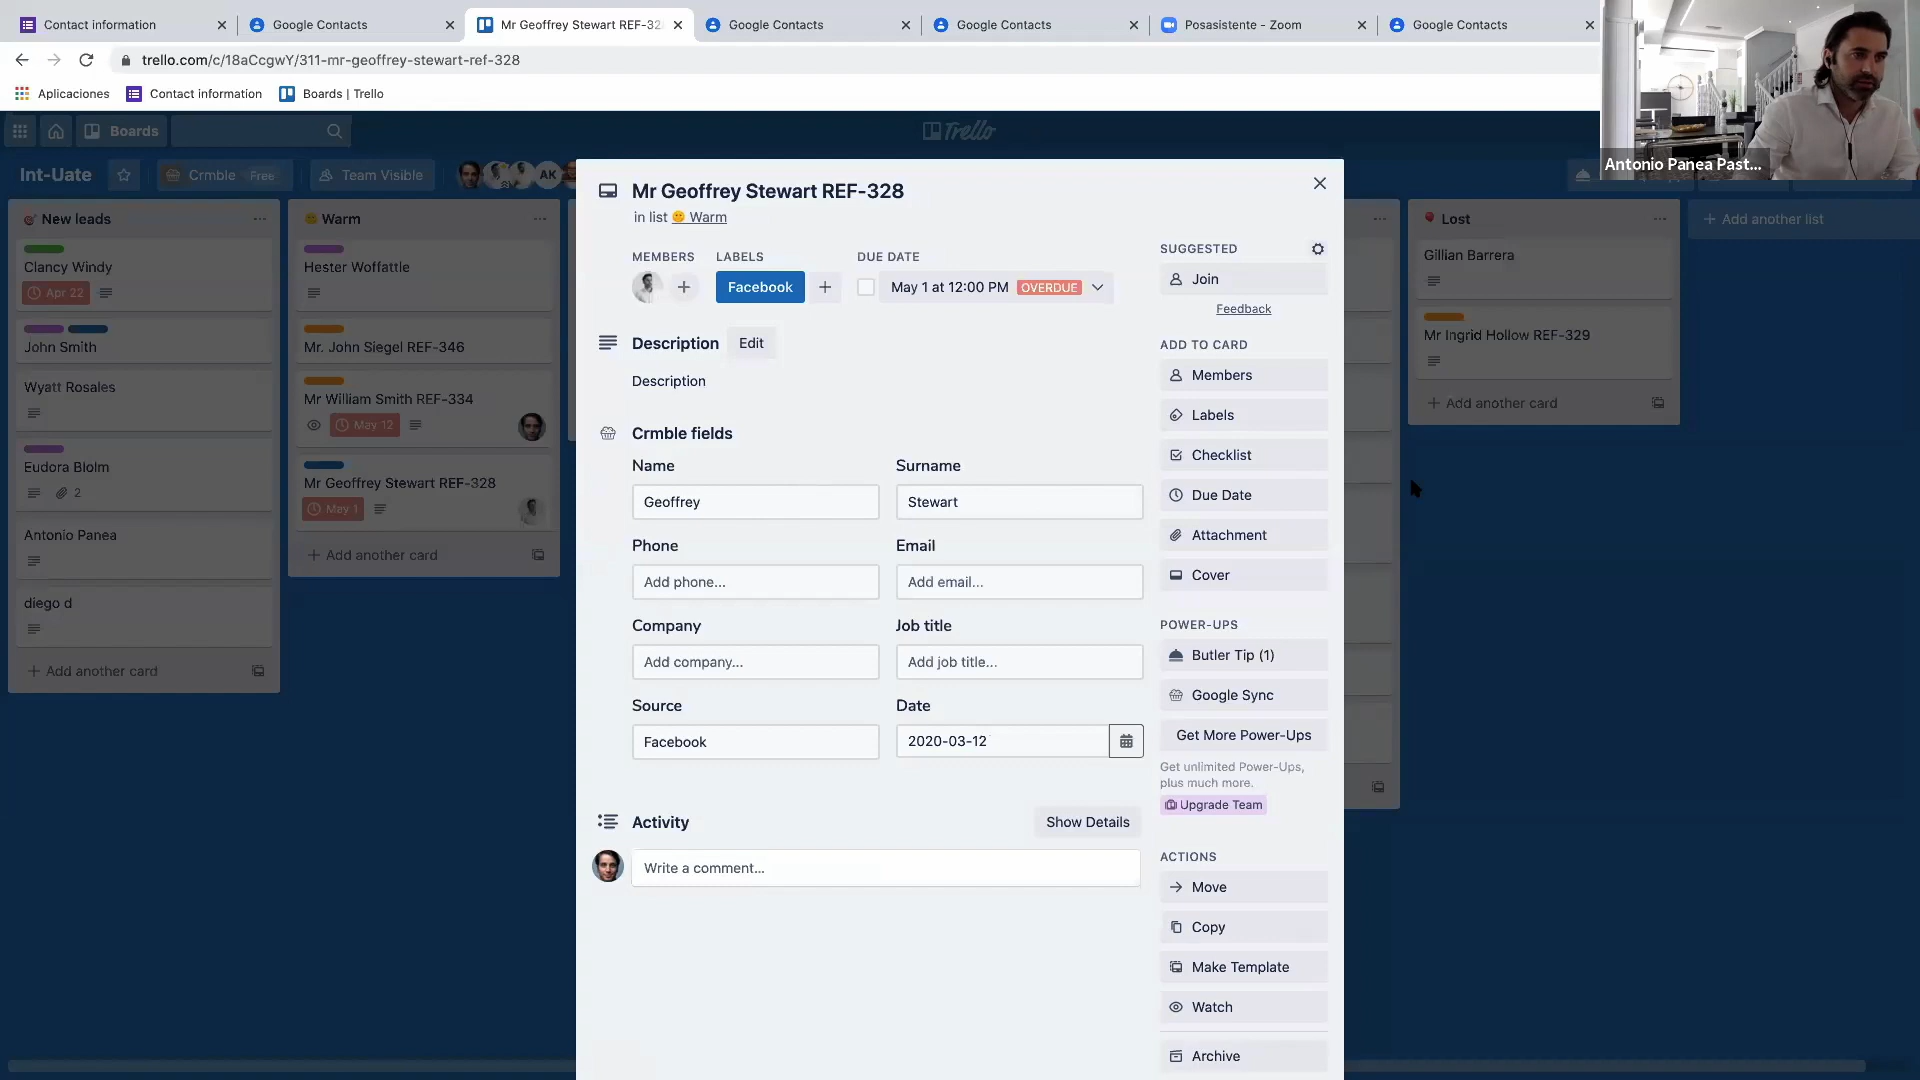 Contact information
Google Contacts
Mr Geoffrey Stewart REF-32
Google Contacts
Google Contacts
Posasistente - Zoom
Google Contacts
trello.com/c/18aCcgwY/311-mr-geoffrey-stewart-ref-328
Aplicaciones
Contact information
Boards | Trello
Antonio Panea Past...
Boards
Trello
Int-Uate
Crmble
Free
Team Visible
AK
New leads
Clancy Windy
Apr 22
John Smith
Wyatt Rosales
Eudora Blolm
2
Antonio Panea
diego d
+ Add another card
Warm
Hester Woffattle
Mr. John Siegel REF-346
Mr William Smith REF-334
May 12
Mr Geoffrey Stewart REF-328
May 1
+ Add another card
Mr Geoffrey Stewart REF-328
in list Warm
MEMBERS
LABELS
DUE DATE
Facebook
May 1 at 12:00 PM OVERDUE
Description
Edit
Description
Crmble fields
Name
Surname
Geoffrey
Stewart
Phone
Email
Add phone...
Add email...
Company
Job title
Add company...
Add job title...
Source
Date
Facebook
2020-03-12
Activity
Show Details
Write a comment...
SUGGESTED
Join
Feedback
ADD TO CARD
Members
Labels
Checklist
Due Date
Attachment
Cover
POWER-UPS
Butler Tip (1)
Google Sync
Get More Power-Ups
Get unlimited Power-Ups,
plus much more.
Upgrade Team
ACTIONS
Move
Copy
Make Template
Watch
Archive
Lost
Gillian Barrera
Mr Ingrid Hollow REF-329
+ Add another card
+ Add another list